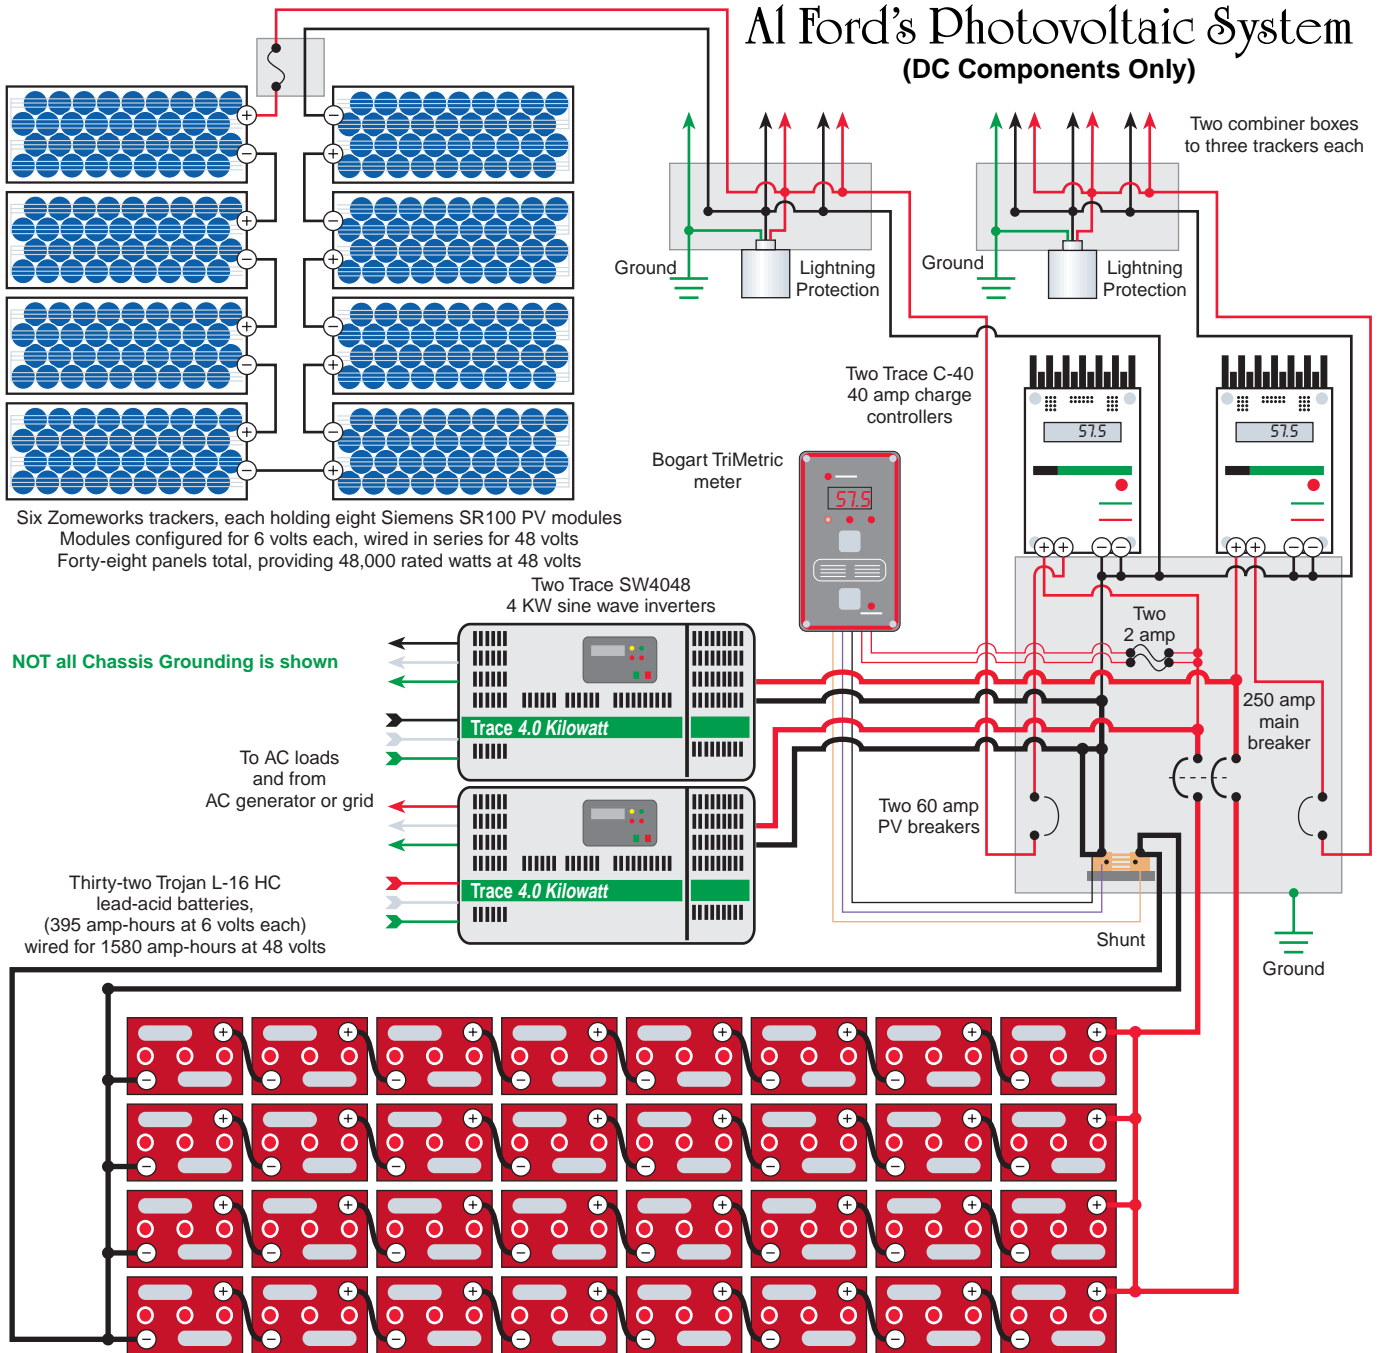 Al Ford's Photovoltaic System
(DC Components Only)
Two combiner boxes
to three trackers each
Ground
Lightning
Protection
Ground
Lightning
Protection
Two Trace C-40
40 amp charge
controllers
57.5
57.5
Bogart TriMetric
meter
57.5
Six Zomeworks trackers, each holding eight Siemens SR100 PV modules
Modules configured for 6 volts each, wired in series for 48 volts
Forty-eight panels total, providing 48,000 rated watts at 48 volts
Two Trace SW4048
4 KW sine wave inverters
NOT all Chassis Grounding is shown
Two
2 amp
250 amp
main
breaker
Trace 4.0 Kilowatt
To AC loads
and from
AC generator or grid
Two 60 amp
PV breakers
Trace 4.0 Kilowatt
Thirty-two Trojan L-16 HC
lead-acid batteries,
(395 amp-hours at 6 volts each)
wired for 1580 amp-hours at 48 volts
Shunt
Ground